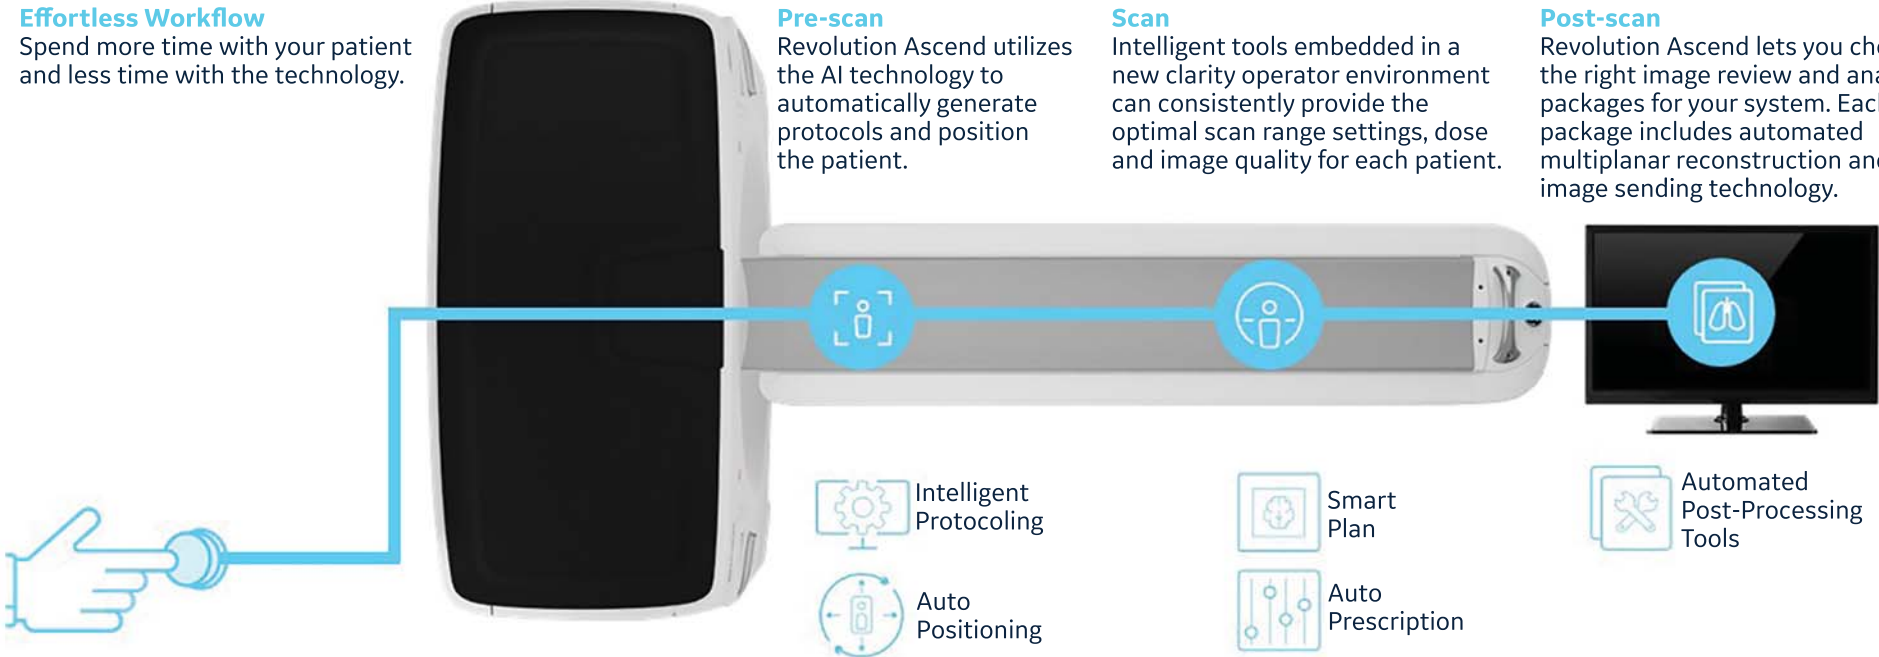 Effortless Workflow
Spend more time with your patient
and less time with the technology.
Pre-scan
Revolution Ascend utilizes
the AI technology to
automatically generate
protocols and position
the patient.
Scan
Intelligent tools embedded in a
new clarity operator environment
can consistently provide the
optimal scan range settings, dose
and image quality for each patient.
Post-scan
Revolution Ascend lets you
the right image review and
packages for your system.
package includes automated
multiplanar reconstruction
image sending technology.
Intelligent
Protocoling
Auto
Positioning
Smart
Plan
Auto
Prescription
Automated
Post-Processing
Tools